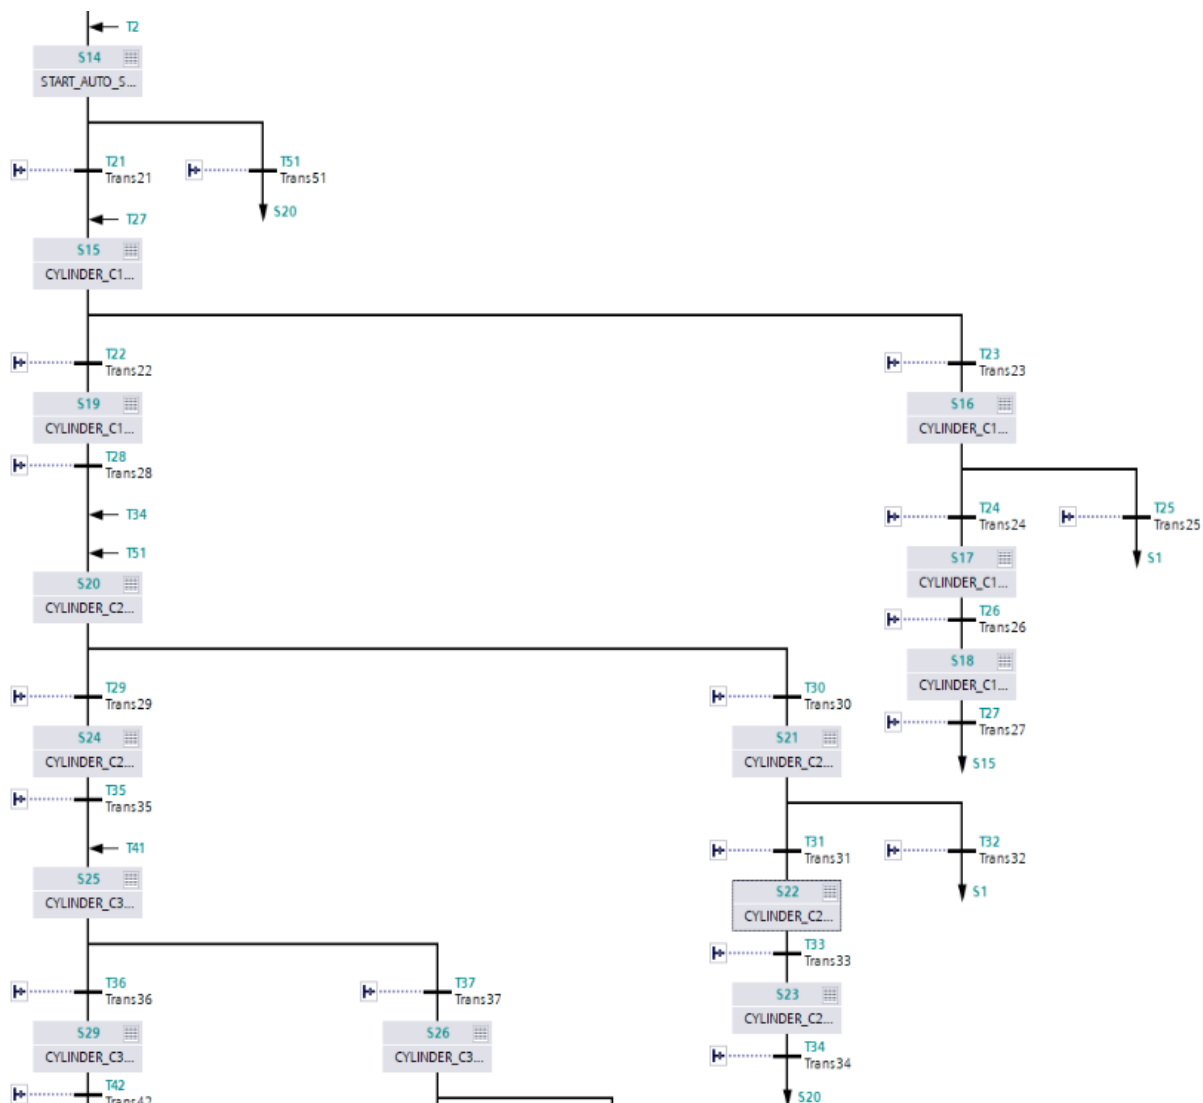 T2
S14
START_AUTO_S...
T21
Trans21
T51
Trans51
S20
T27
S15
CYLINDER_C1...
T22
Trans22
T23
Trans23
S19
CYLINDER_C1...
S16
CYLINDER_C1...
T28
Trans28
T34
T24
Trans24
T25
Trans25
T51
S1
S20
CYLINDER_C2...
S17
CYLINDER_C1...
T26
Trans26
S18
CYLINDER_C1...
T29
Trans29
T30
Trans30
T27
Trans27
S24
CYLINDER_C2...
S21
CYLINDER_C2...
S15
T35
Trans35
T41
T31
Trans31
T32
Trans32
S25
CYLINDER_C3...
S22
CYLINDER_C2...
S1
T33
Trans33
T36
Trans36
T37
Trans37
S23
CYLINDER_C2...
S29
CYLINDER_C3...
S26
CYLINDER_C3...
T34
Trans34
T42
Trans42
S20